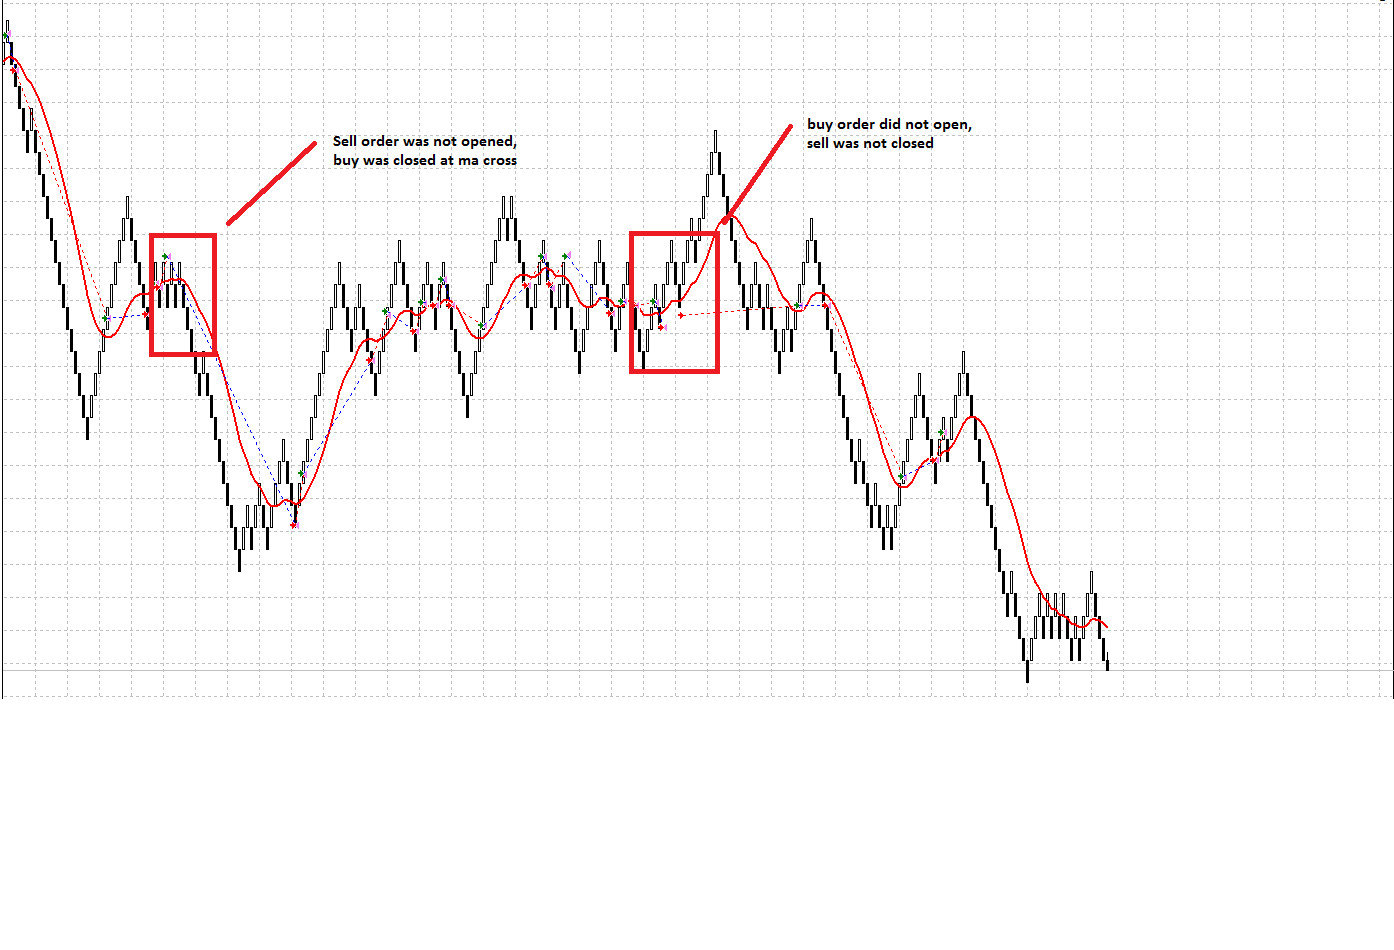 Sell order was not opened,
buy was closed at ma cross
buy order did not open,
sell was not closed